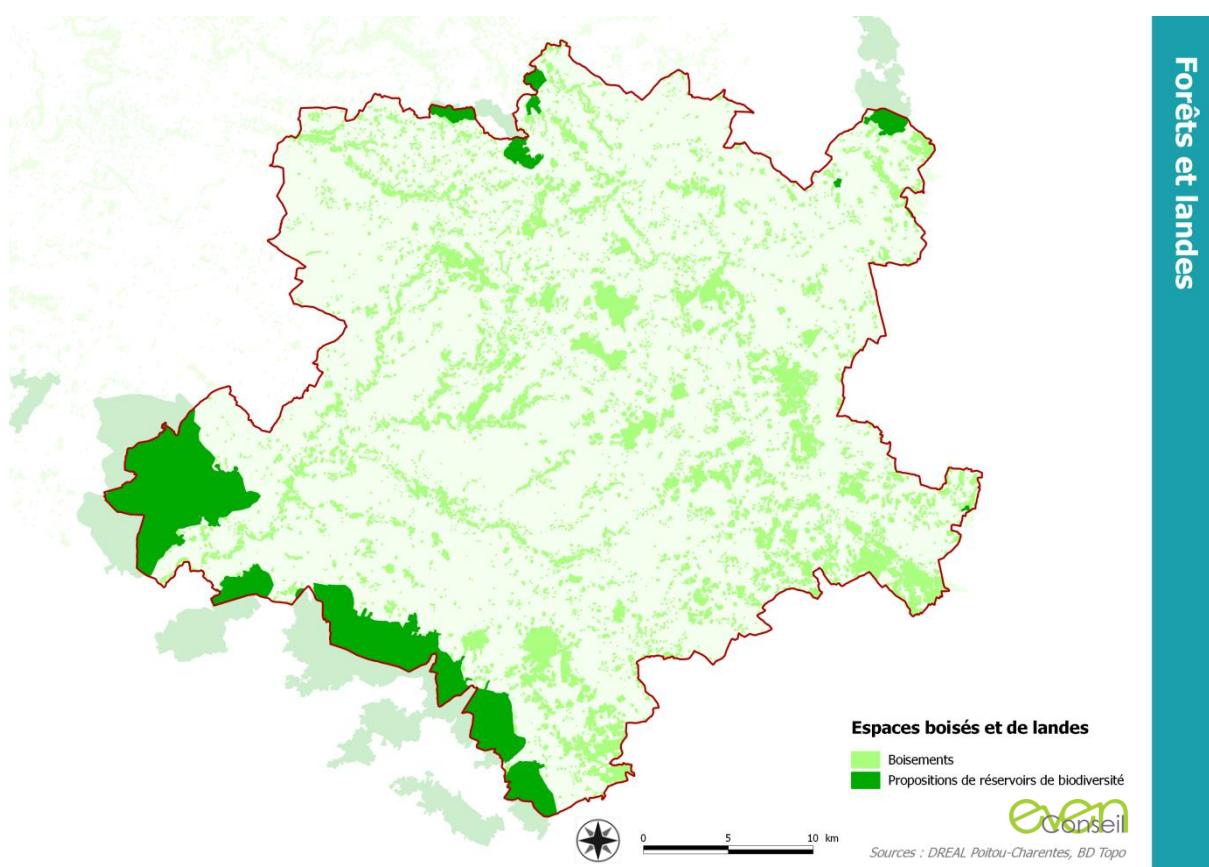 Forêts et landes
Espaces boisés et de landes
Boisements
Propositions de réservoirs de biodiversité
even
Conseil
0 5 10 km
Sources : DREAL Poitou-Charentes, BD Topo